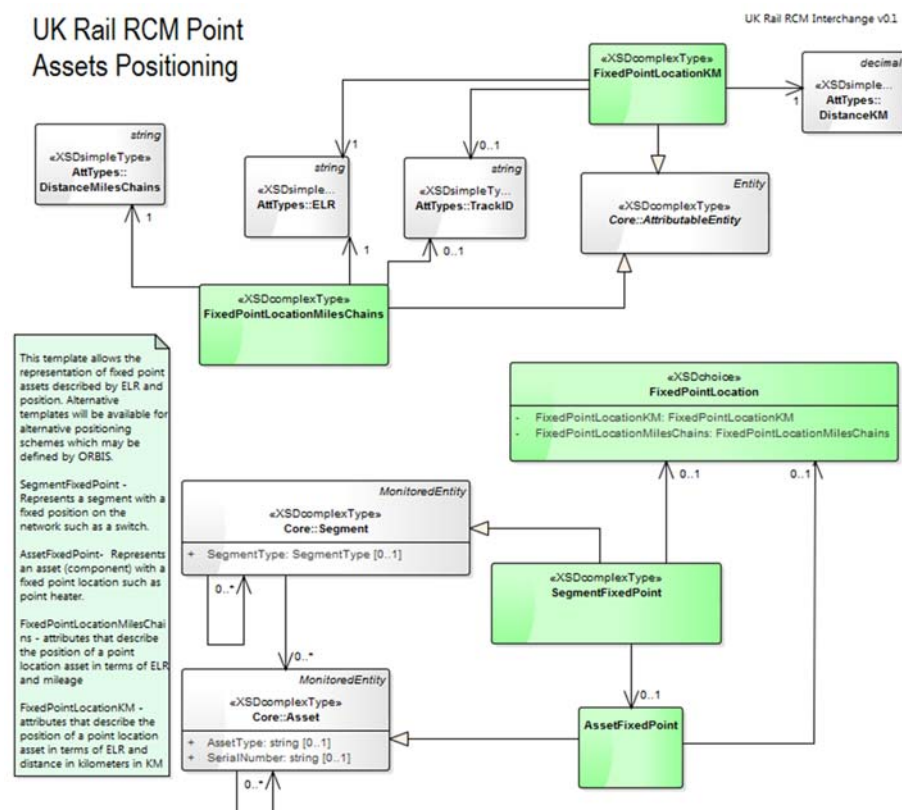 UK Rail RCM Point
Assets Positioning
UK Rail RCM Interchange v0.1
«XSDcomplexType»
FixedPointLocationKM
decimal
«XSDsimple...
AttTypes::
DistanceKM
1
string
«XSDsimpleType»
AttTypes::
DistanceMilesChains
1
string
«XSDsimple...
AttTypes::ELR
1
1
string
«XSDsimpleTy...
AttTypes::TrackID
0..1
0..1
Entity
«XSDcomplexType»
Core::AttributableEntity
«XSDcomplexType»
FixedPointLocationMilesChains
This template allows the
representation of fixed point
assets described by ELR and
position. Alternative
templates will be available for
alternative positioning
schemes which may be
defined by ORBIS.
SegmentFixedPoint -
Represents a segment with a
fixed position on the
network such as a switch.
AssetFixedPoint- Represents
an asset (component) with a
fixed point location such as
point heater.
FixedPointLocationMilesChai
ns - attributes that describe
the position of a point
location asset in terms of ELR
and mileage
FixedPointLocationKM -
attributes that describe the
position of a point location
asset in terms of ELR and
distance in kilometers in KM
«XSDchoice»
FixedPointLocation
- FixedPointLocationKM: FixedPointLocationKM
- FixedPointLocationMilesChains: FixedPointLocationMilesChains
0..1
0..1
MonitoredEntity
«XSDcomplexType»
Core::Segment
+ SegmentType: SegmentType [0..1]
0..*
0..*
«XSDcomplexType»
SegmentFixedPoint
0..1
MonitoredEntity
«XSDcomplexType»
Core::Asset
+ AssetType: string [0..1]
+ SerialNumber: string [0..1]
0..*
AssetFixedPoint